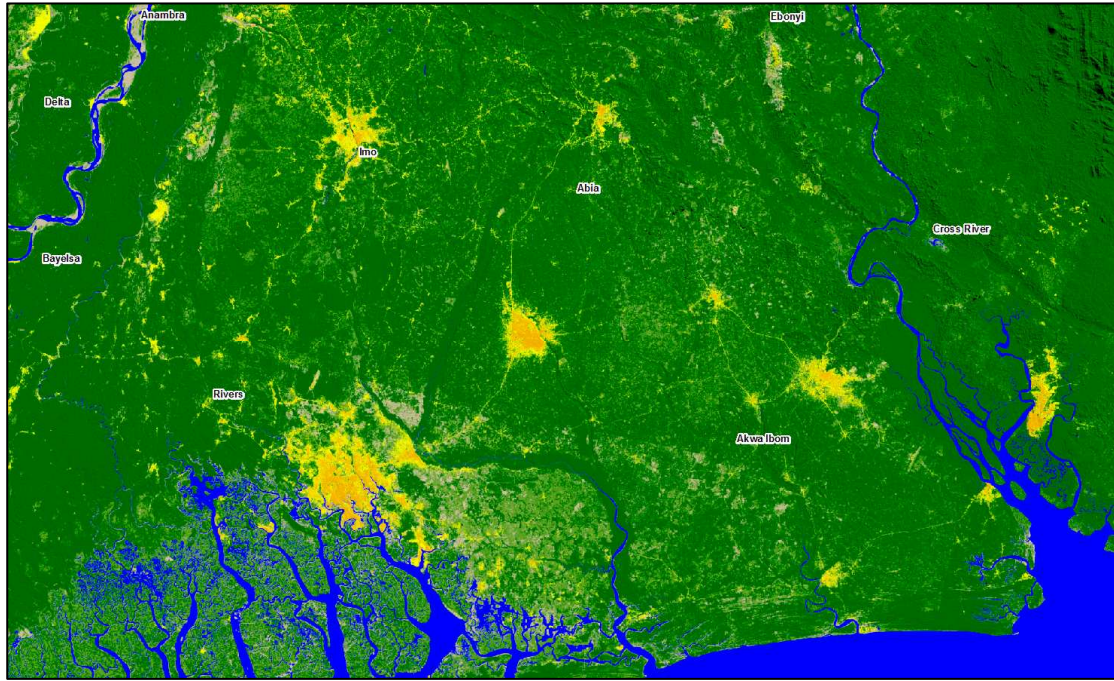 Anambra
Ebonyi
Delta
Imo
Abia
Cross River
Bayelsa
Rivers
Akwa Ibom